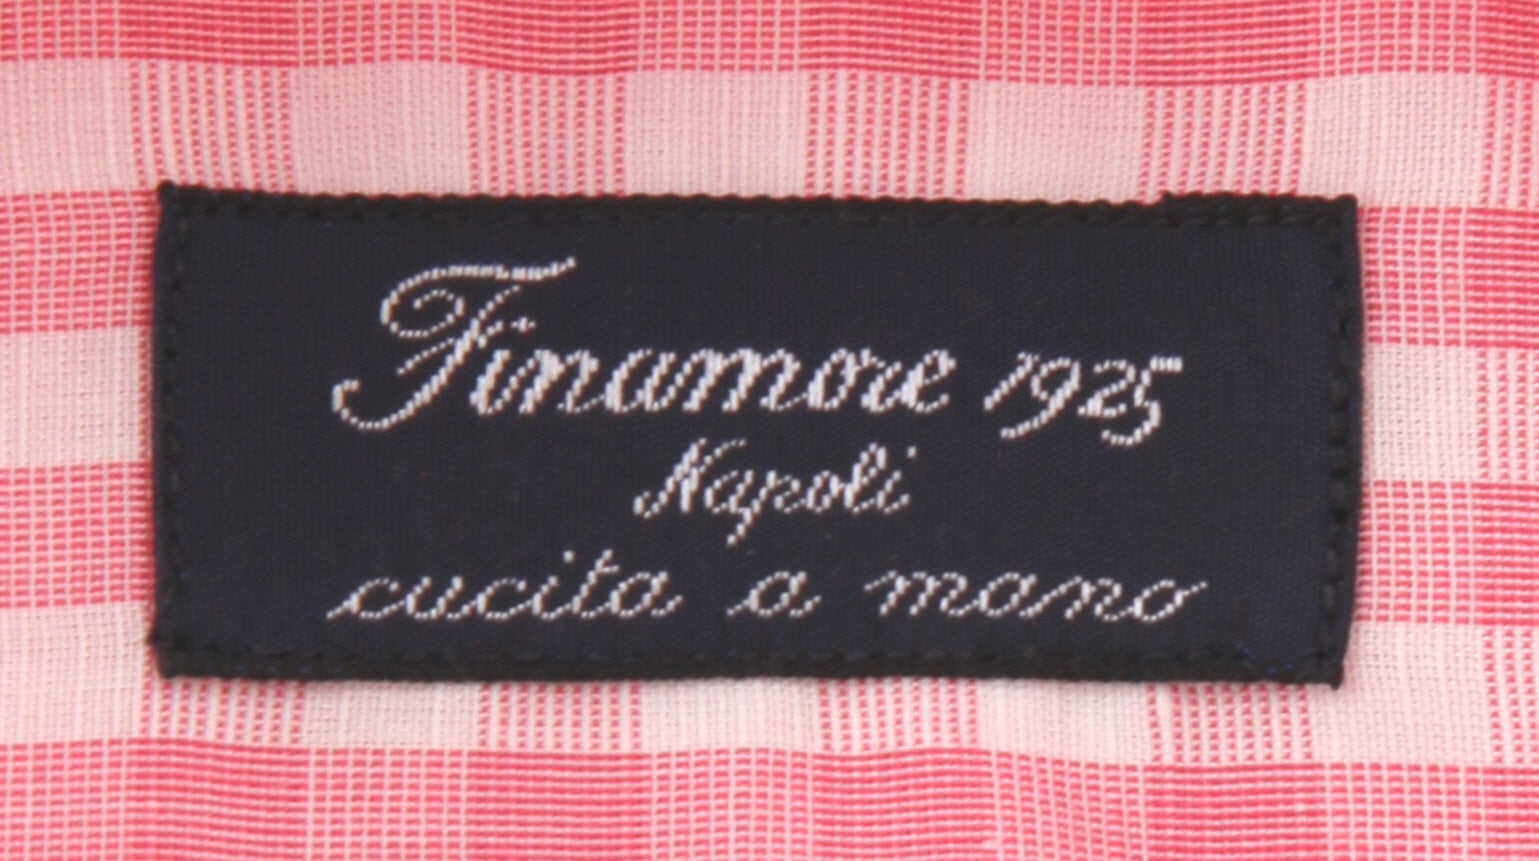 Finamore 1925
Napoli
cucita a mano